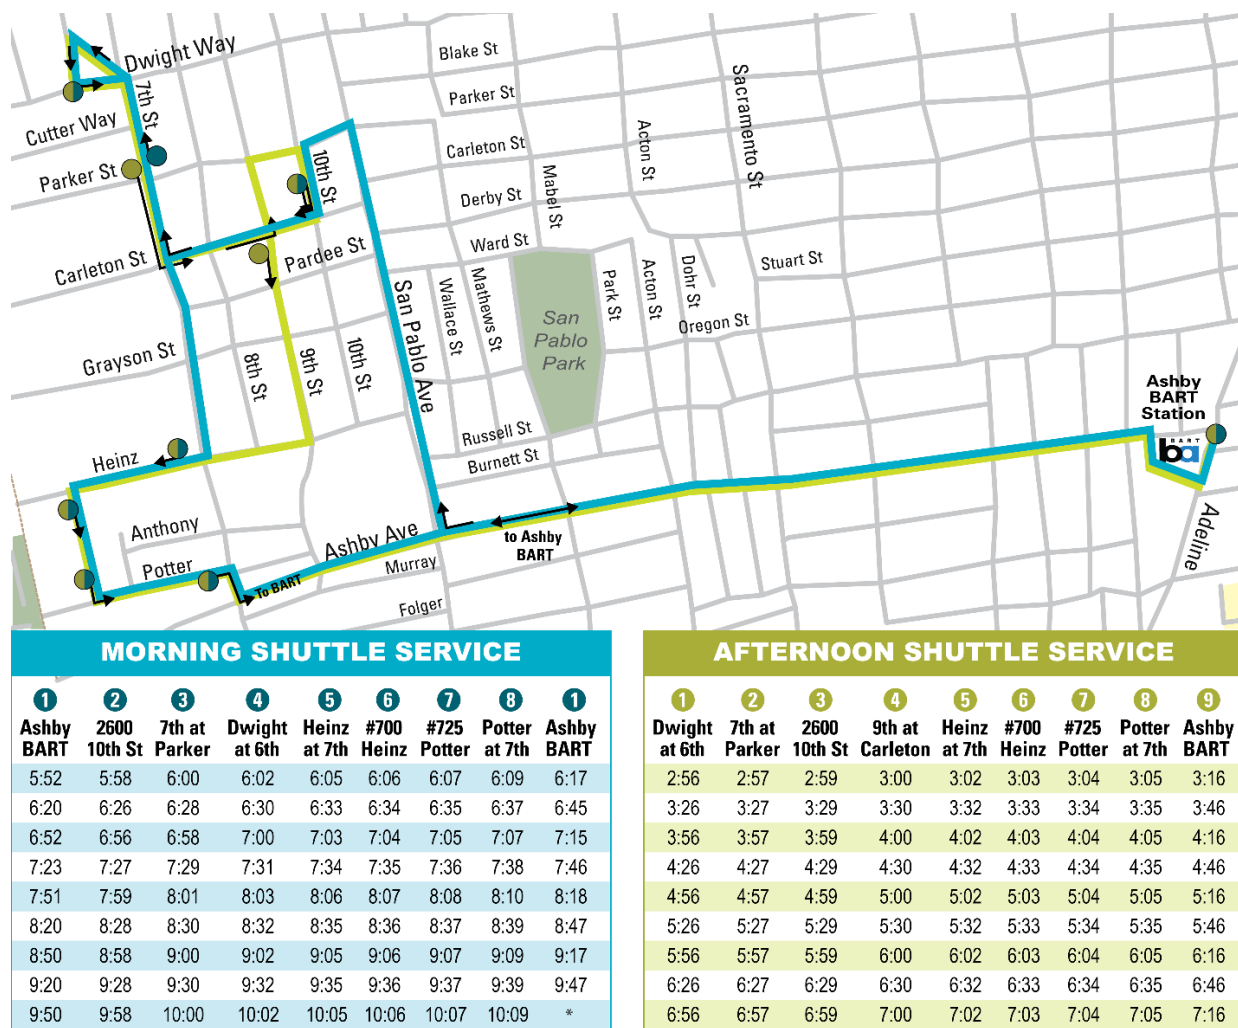 Dwight Way
7th St
Cutter Way
Parker St
Carleton St
10th St
Pardee St
Blake St
Parker St
Carleton St
Derby St
Ward St
Mabel St
Acton St
Sacramento St
Stuart St
Dohr St
Acton St
Park St
Oregon St
San Pablo Ave
Wallace St
Mathews St
San
Pablo
Park
Grayson St
8th St
9th St
10th St
Russell St
Burnett St
Heinz
Anthony
Potter
To BART
Ashby Ave
Murray
Folger
to Ashby
BART
Ashby
BART
Station
BART
ba
Adeline
MORNING SHUTTLE SERVICE
1 2 3 4 5 6 7 8 1
Ashby 2600 7th at Dwight Heinz #700 #725 Potter Ashby
BART 10th St Parker at 6th at 7th Heinz Potter at 7th BART
5:52 5:58 6:00 6:02 6:05 6:06 6:07 6:09 6:17
6:20 6:26 6:28 6:30 6:33 6:34 6:35 6:37 6:45
6:52 6:56 6:58 7:00 7:03 7:04 7:05 7:07 7:15
7:23 7:27 7:29 7:31 7:34 7:35 7:36 7:38 7:46
7:51 7:59 8:01 8:03 8:06 8:07 8:08 8:10 8:18
8:20 8:28 8:30 8:32 8:35 8:36 8:37 8:39 8:47
8:50 8:58 9:00 9:02 9:05 9:06 9:07 9:09 9:17
9:20 9:28 9:30 9:32 9:35 9:36 9:37 9:39 9:47
9:50 9:58 10:00 10:02 10:05 10:06 10:07 10:09 *
AFTERNOON SHUTTLE SERVICE
1 2 3 4 5 6 7 8 9
Dwight 7th at 2600 9th at Heinz #700 #725 Potter Ashby
at 6th Parker 10th St Carleton at 7th Heinz Potter at 7th BART
2:56 2:57 2:59 3:00 3:02 3:03 3:04 3:05 3:16
3:26 3:27 3:29 3:30 3:32 3:33 3:34 3:35 3:46
3:56 3:57 3:59 4:00 4:02 4:03 4:04 4:05 4:16
4:26 4:27 4:29 4:30 4:32 4:33 4:34 4:35 4:46
4:56 4:57 4:59 5:00 5:02 5:03 5:04 5:05 5:16
5:26 5:27 5:29 5:30 5:32 5:33 5:34 5:35 5:46
5:56 5:57 5:59 6:00 6:02 6:03 6:04 6:05 6:16
6:26 6:27 6:29 6:30 6:32 6:33 6:34 6:35 6:46
6:56 6:57 6:59 7:00 7:02 7:03 7:04 7:05 7:16